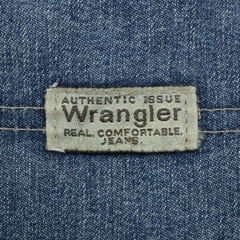 AUTHENTIC ISSUE
Wrangler
REAL. COMFORTABLE.
JEANS.